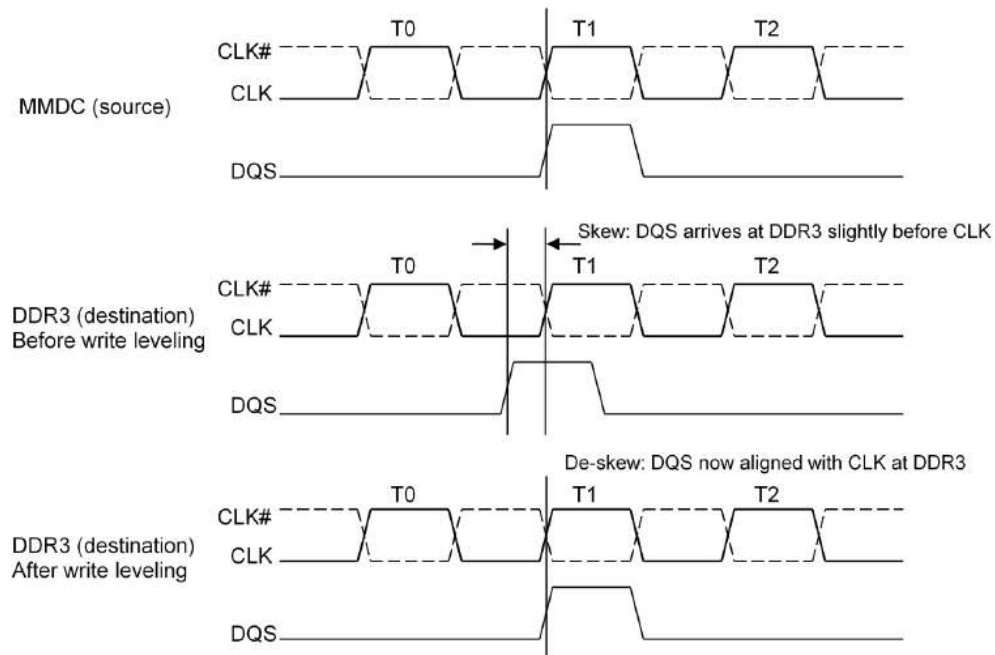 T0 T1 T2
CLK#
CLK
MMDC (source)
DQS
Skew: DQS arrives at DDR3 slightly before CLK
T0 T1 T2
CLK#
DDR3 (destination)
CLK
Before write leveling
DQS
De-skew: DQS now aligned with CLK at DDR3
T0 T1 T2
CLK#
DDR3 (destination)
CLK
After write leveling
DQS